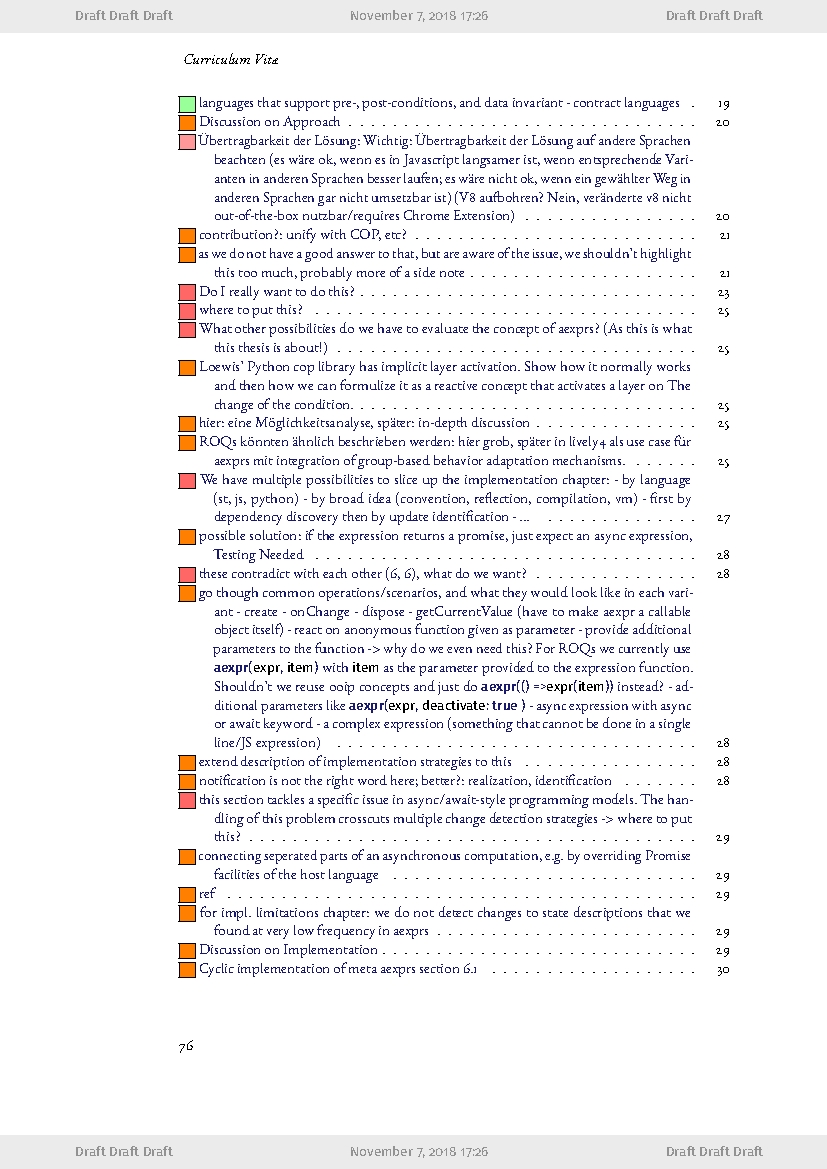 Draft Draft Draft November 7, 2018 17:26 Draft Draft Draft
Curriculum Vitæ
languages that support pre-, post-conditions, and data invariant - contract languages . 19
Discussion on Approach . . . . . . . . . . . . . . . . . . . . . . . . . . . . . . . . 20
Übertragbarkeit der Lösung: Wichtig: Übertragbarkeit der Lösung auf andere Sprachen
beachten (es wäre ok, wenn es in Javascript langsamer ist, wenn entsprechende Vari-
anten in anderen Sprachen besser laufen; es wäre nicht ok, wenn ein gewählter Weg in
anderen Sprachen gar nicht umsetzbar ist) (V8 aufbohren? Nein, veränderte v8 nicht
out-of-the-box nutzbar/requires Chrome Extension) . . . . . . . . . . . . . . . . 20
contribution?: unify with COP, etc? . . . . . . . . . . . . . . . . . . . . . . . . . . 21
as we do not have a good answer to that, but are aware of the issue, we shouldn't highlight
this too much, probably more of a side note . . . . . . . . . . . . . . . . . . . . . 21
Do I really want to do this? . . . . . . . . . . . . . . . . . . . . . . . . . . . . . . . 23
where to put this? . . . . . . . . . . . . . . . . . . . . . . . . . . . . . . . . . . . 25
What other possibilities do we have to evaluate the concept of aexprs? (As this is what
this thesis is about!) . . . . . . . . . . . . . . . . . . . . . . . . . . . . . . . . . 25
Loewis' Python cop library has implicit layer activation. Show how it normally works
and then how we can formulize it as a reactive concept that activates a layer on The
change of the condition. . . . . . . . . . . . . . . . . . . . . . . . . . . . . . . . 25
hier: eine Möglichkeitsanalyse, später: in-depth discussion . . . . . . . . . . . . . . . 25
ROQs könnten ähnlich beschrieben werden: hier grob, später in lively4 als use case für
aexprs mit integration of group-based behavior adaptation mechanisms. . . . . . . 25
We have multiple possibilities to slice up the implementation chapter: - by language
(st, js, python) - by broad idea (convention, reflection, compilation, vm) - first by
dependency discovery then by update identification - ... . . . . . . . . . . . . . . 27
possible solution: if the expression returns a promise, just expect an async expression,
Testing Needed . . . . . . . . . . . . . . . . . . . . . . . . . . . . . . . . . . . 28
these contradict with each other (6, 6), what do we want? . . . . . . . . . . . . . . . 28
go though common operations/scenarios, and what they would look like in each vari-
ant - create - onChange - dispose - getCurrentValue (have to make aexpr a callable
object itself) - react on anonymous function given as parameter - provide additional
parameters to the function -> why do we even need this? For ROQs we currently use
aexpr(expr, item) with item as the parameter provided to the expression function.
Shouldn't we reuse ooip concepts and just do aexpr(() =>expr(item)) instead? - ad-
ditional parameters like aexpr(expr, deactivate: true ) - async expression with async
or await keyword - a complex expression (something that cannot be done in a single
line/JS expression) . . . . . . . . . . . . . . . . . . . . . . . . . . . . . . . . . 28
extend description of implementation strategies to this . . . . . . . . . . . . . . . . 28
notification is not the right word here; better?: realization, identification . . . . . . . 28
this section tackles a specific issue in async/await-style programming models. The han-
dling of this problem crosscuts multiple change detection strategies -> where to put
this? . . . . . . . . . . . . . . . . . . . . . . . . . . . . . . . . . . . . . . . . . 29
connecting seperated parts of an asynchronous computation, e.g. by overriding Promise
facilities of the host language . . . . . . . . . . . . . . . . . . . . . . . . . . . . 29
ref . . . . . . . . . . . . . . . . . . . . . . . . . . . . . . . . . . . . . . . . . . . 29
for impl. limitations chapter: we do not detect changes to state descriptions that we
found at very low frequency in aexprs . . . . . . . . . . . . . . . . . . . . . . . . 29
Discussion on Implementation . . . . . . . . . . . . . . . . . . . . . . . . . . . . . 29
Cyclic implementation of meta aexprs section 6.1 . . . . . . . . . . . . . . . . . . . 30
76
Draft Draft Draft November 7, 2018 17:26 Draft Draft Draft